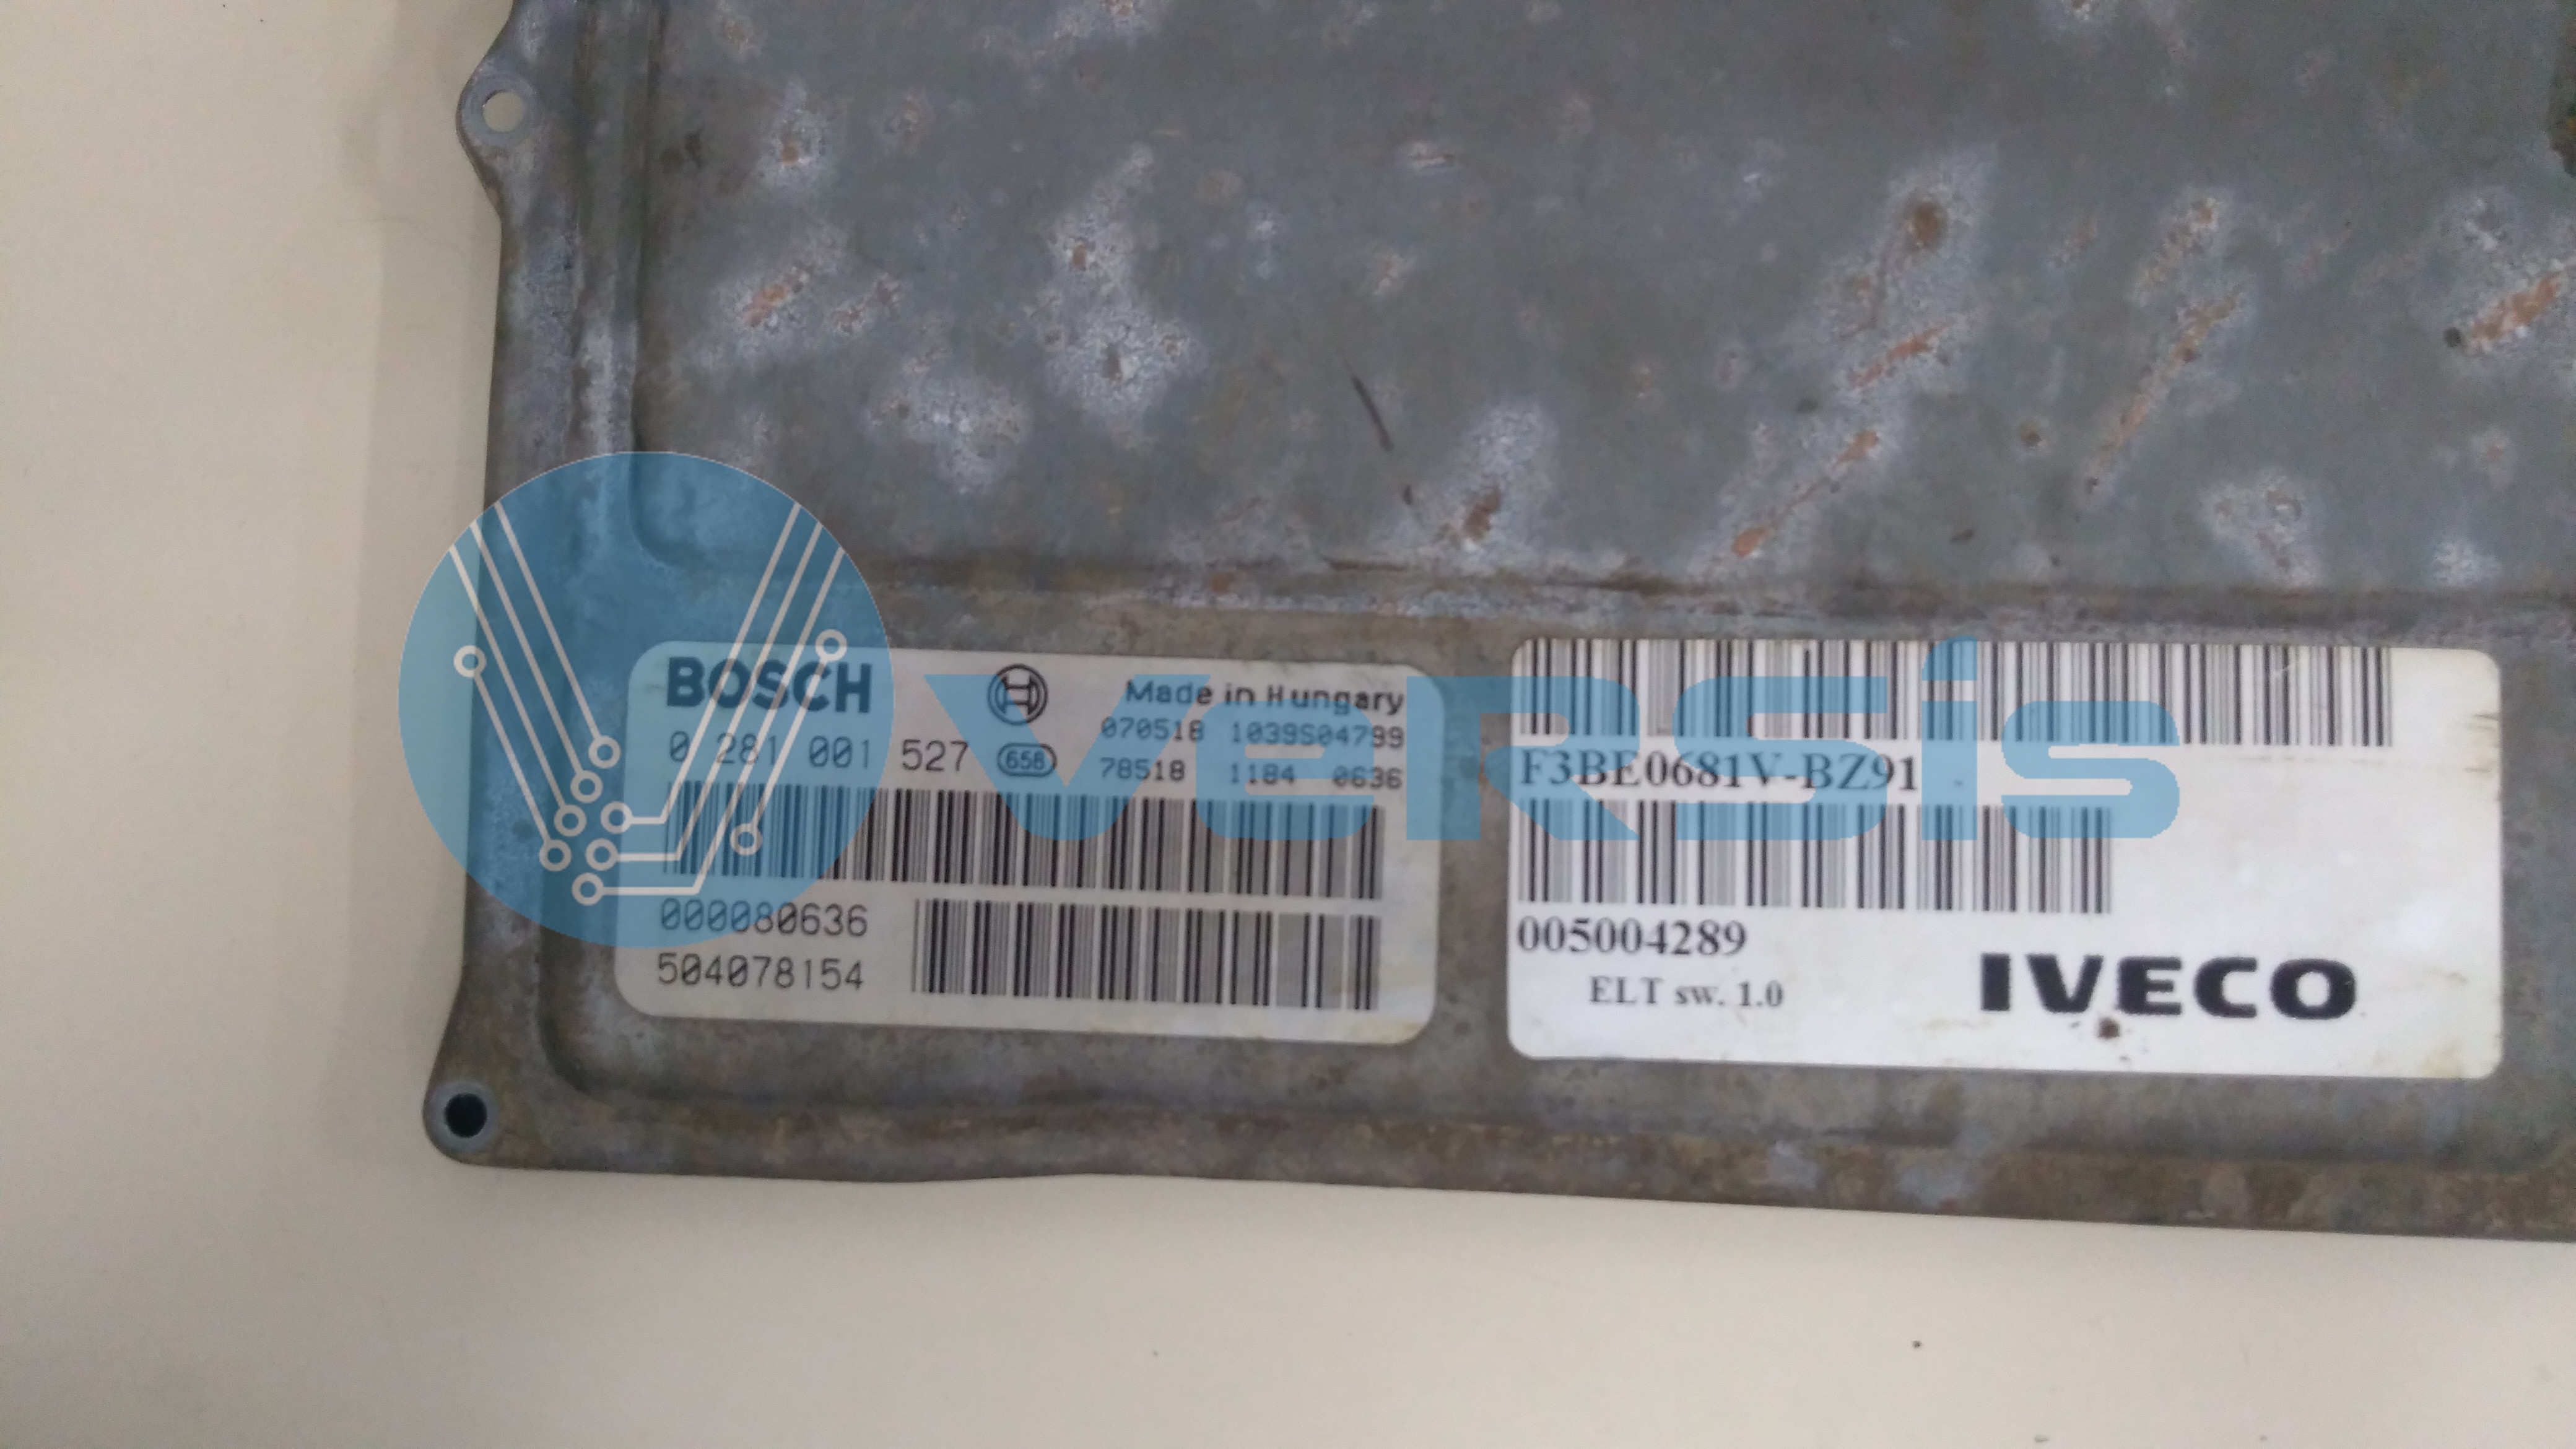 BOSCH
Made in Hungary
070518 1039S04799
0 281 001 527 658 78518 1184 0636
000080636
504078154
F3BE0681V-BZ91
005004289
ELT sw. 1.0
IVECO
versis